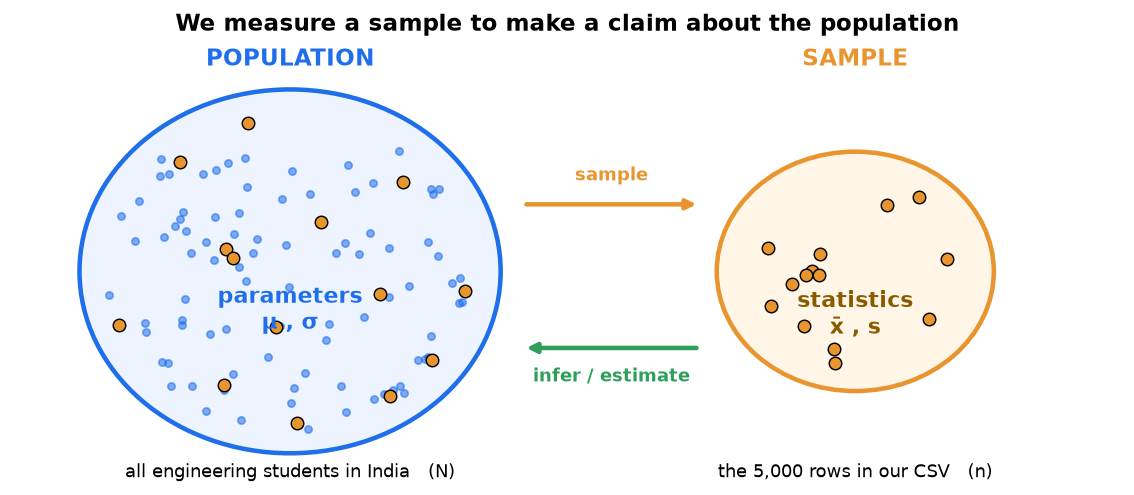 We measure a sample to make a claim about the population
POPULATION
SAMPLE
sample
parameters
μ , σ
statistics
x̄ , s
infer / estimate
all engineering students in India (N)
the 5,000 rows in our CSV (n)